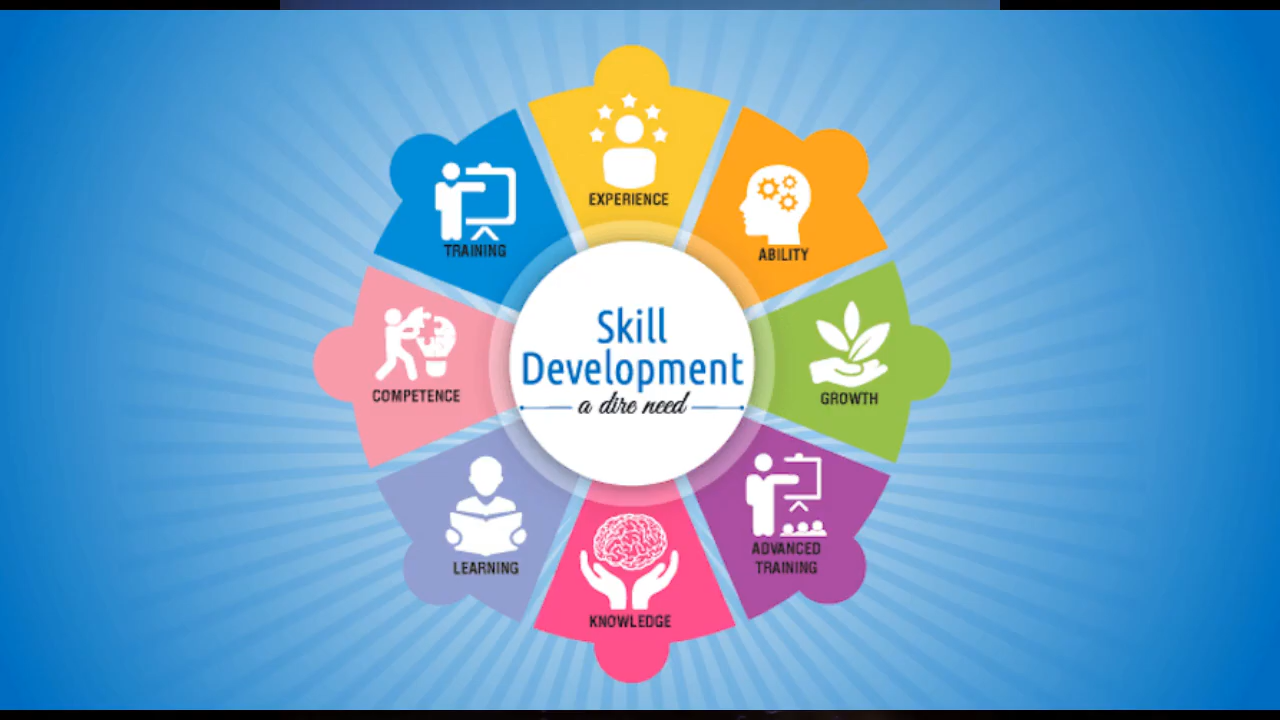 EXPERIENCE
TRAINING
ABILITY
Skill
Development
a dire need
COMPETENCE
GROWTH
LEARNING
ADVANCED
TRAINING
KNOWLEDGE